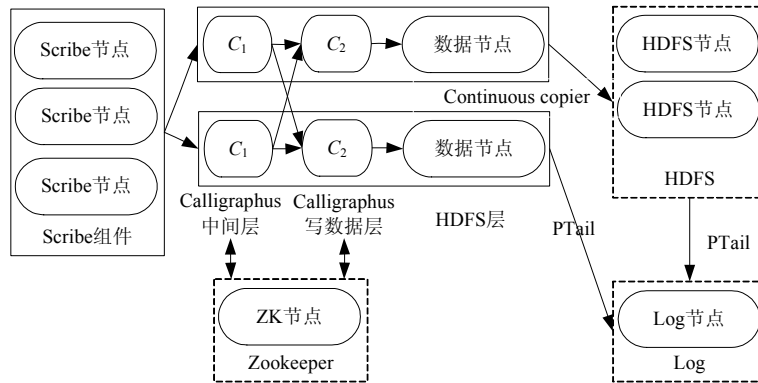 Scribe节点
Scribe节点
Scribe节点
Scribe组件
C1
C2
数据节点
Continuous copier
C1
C2
数据节点
Calligraphus
中间层
Calligraphus
写数据层
HDFS层
HDFS节点
HDFS节点
HDFS
PTail
PTail
ZK节点
Zookeeper
Log节点
Log